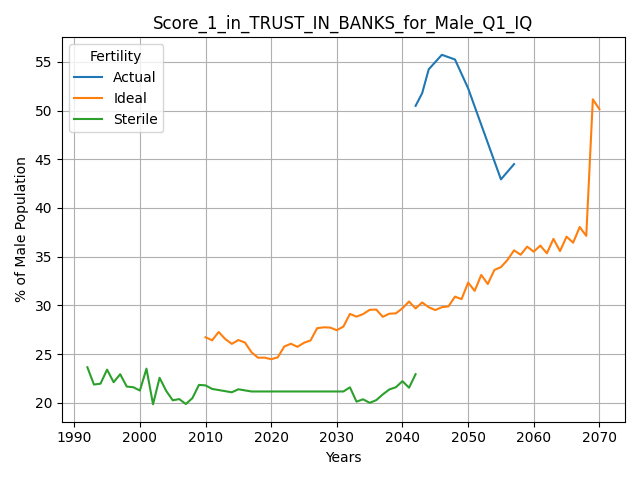 Score_1_in_TRUST_IN_BANKS_for_Male_Q1_IQ
Fertility
Actual
Ideal
Sterile
% of Male Population
55
50
45
40
35
30
25
20
1990 2000 2010 2020 2030 2040 2050 2060 2070
Years